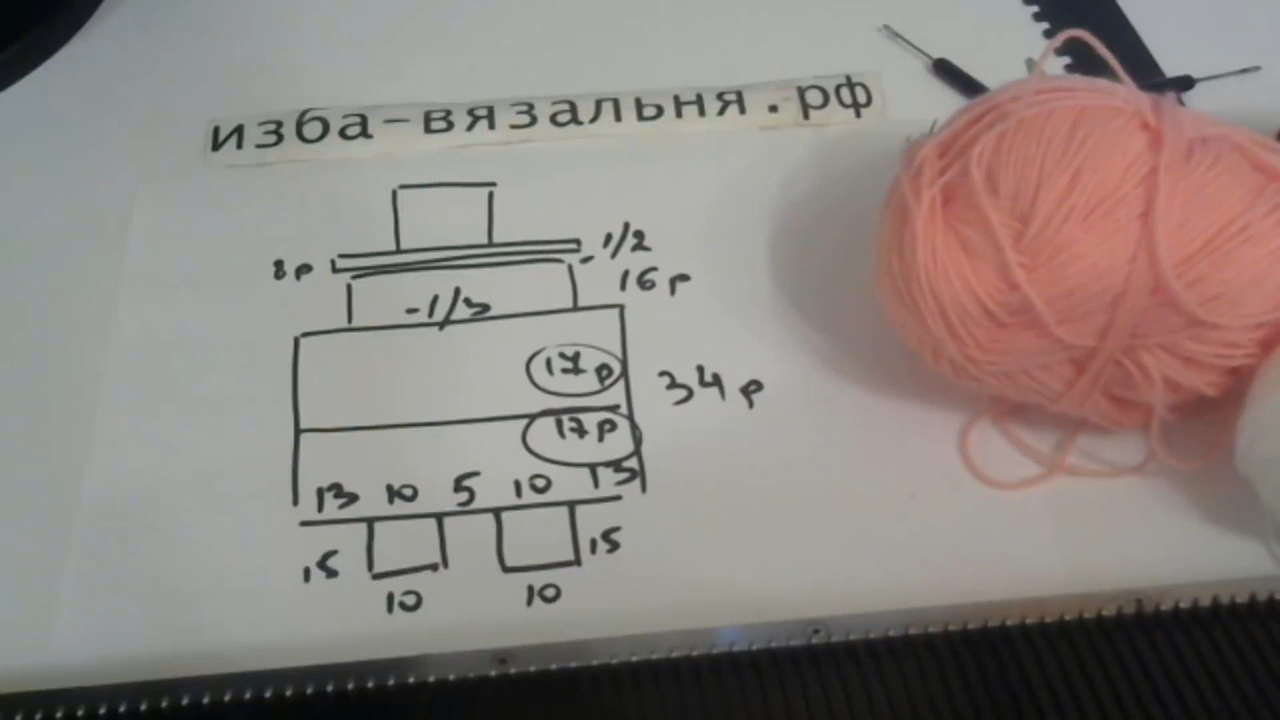 изба-вязальня.рф
-1/2
8р
16р
-1/3
17р
34р
17р
13 10 5 10 13
15 15
10 10